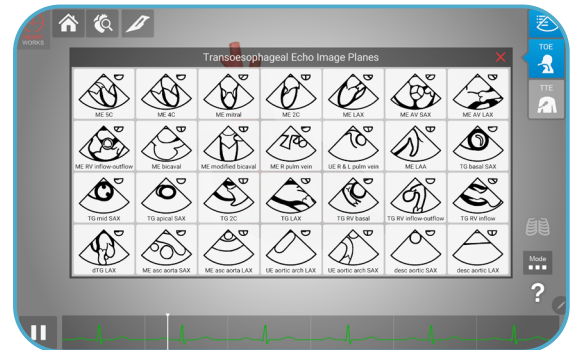 WORKS
Transoesophageal Echo Image Planes
TOE
TTE
ME 5C
ME 4C
ME mitral
ME 2C
ME LAX
ME AV SAX
ME AV LAX
ME RV inflow-outflow
ME bicaval
ME modified bicaval
ME R pulm vein
UE R & L pulm vein
ME LAA
TG basal SAX
TG mid SAX
TG apical SAX
TG 2C
TG LAX
TG RV basal
TG RV inflow-outflow
TG RV inflow
dTG LAX
ME asc aorta SAX
ME asc aorta LAX
UE aortic arch LAX
UE aortic arch SAX
desc aortic SAX
desc aortic LAX
Mode
?